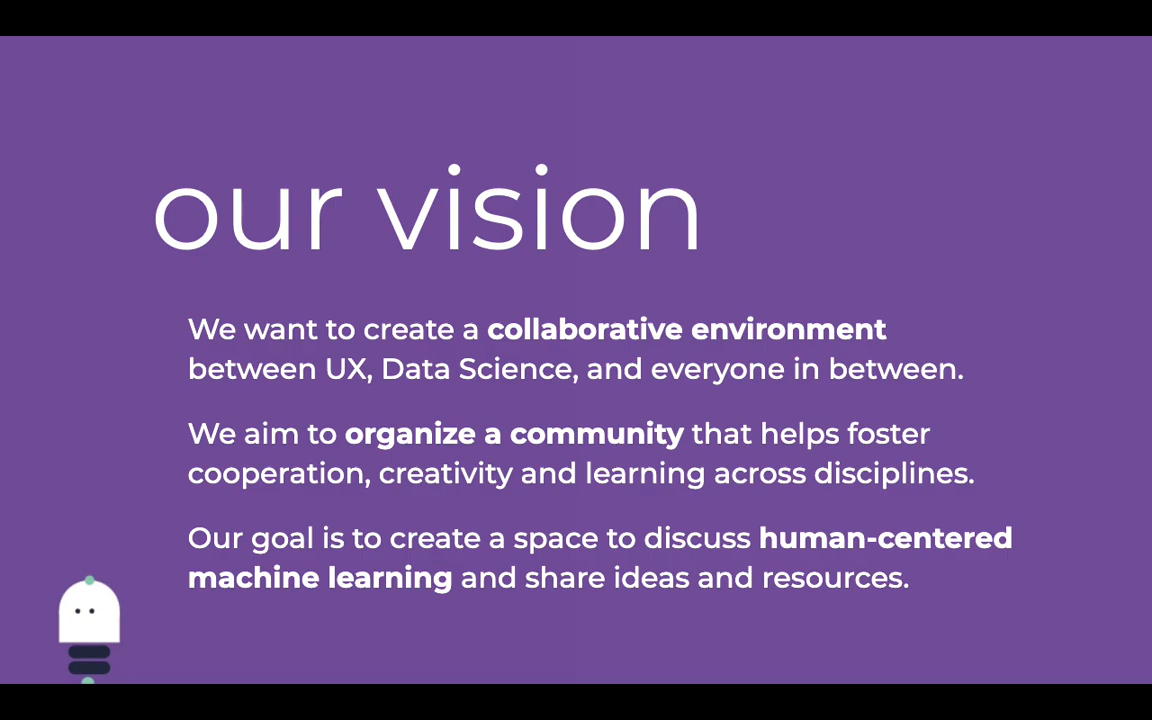 our vision
We want to create a collaborative environment
between UX, Data Science, and everyone in between.
We aim to organize a community that helps foster
cooperation, creativity and learning across disciplines.
Our goal is to create a space to discuss human-centered
machine learning and share ideas and resources.